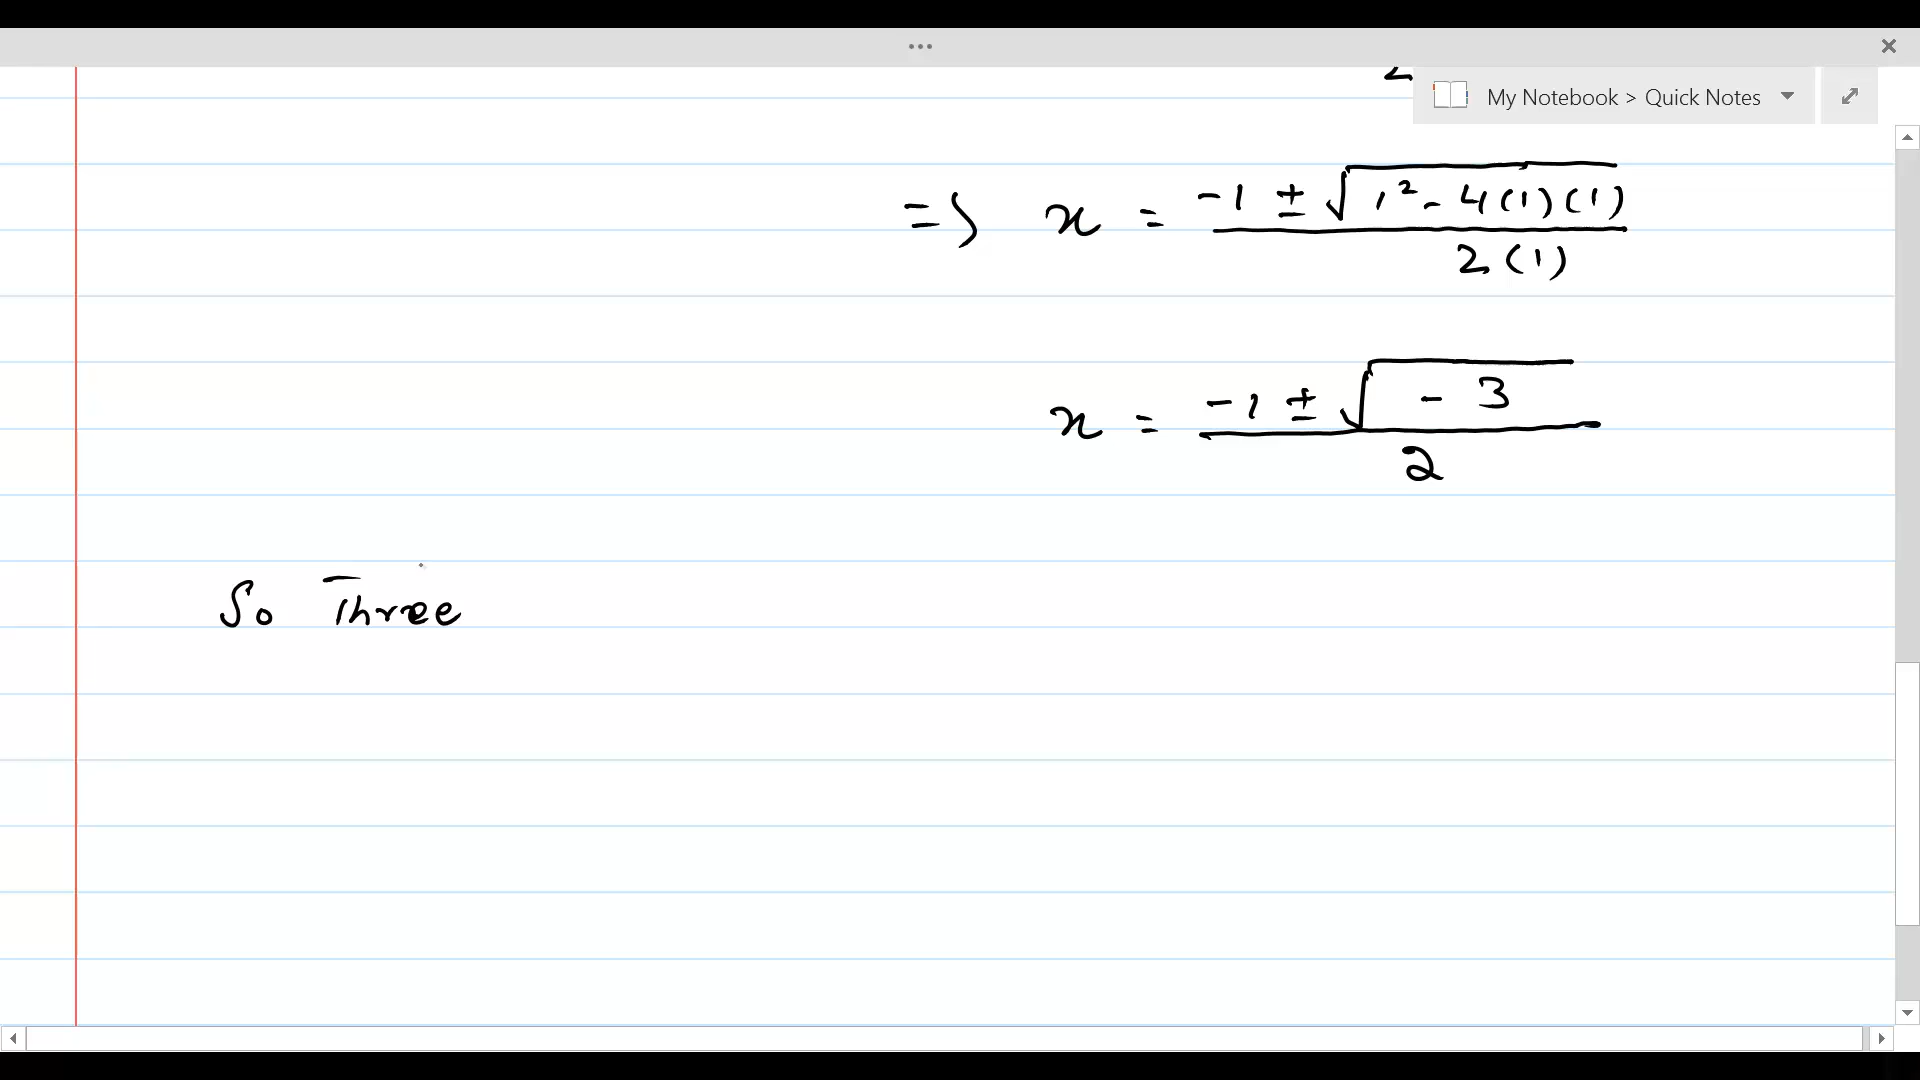 My Notebook > Quick Notes
=> x = (-1 ± √(1² - 4(1)(1))) / 2(1)
x = (-1 ± √(-3)) / 2
So Three